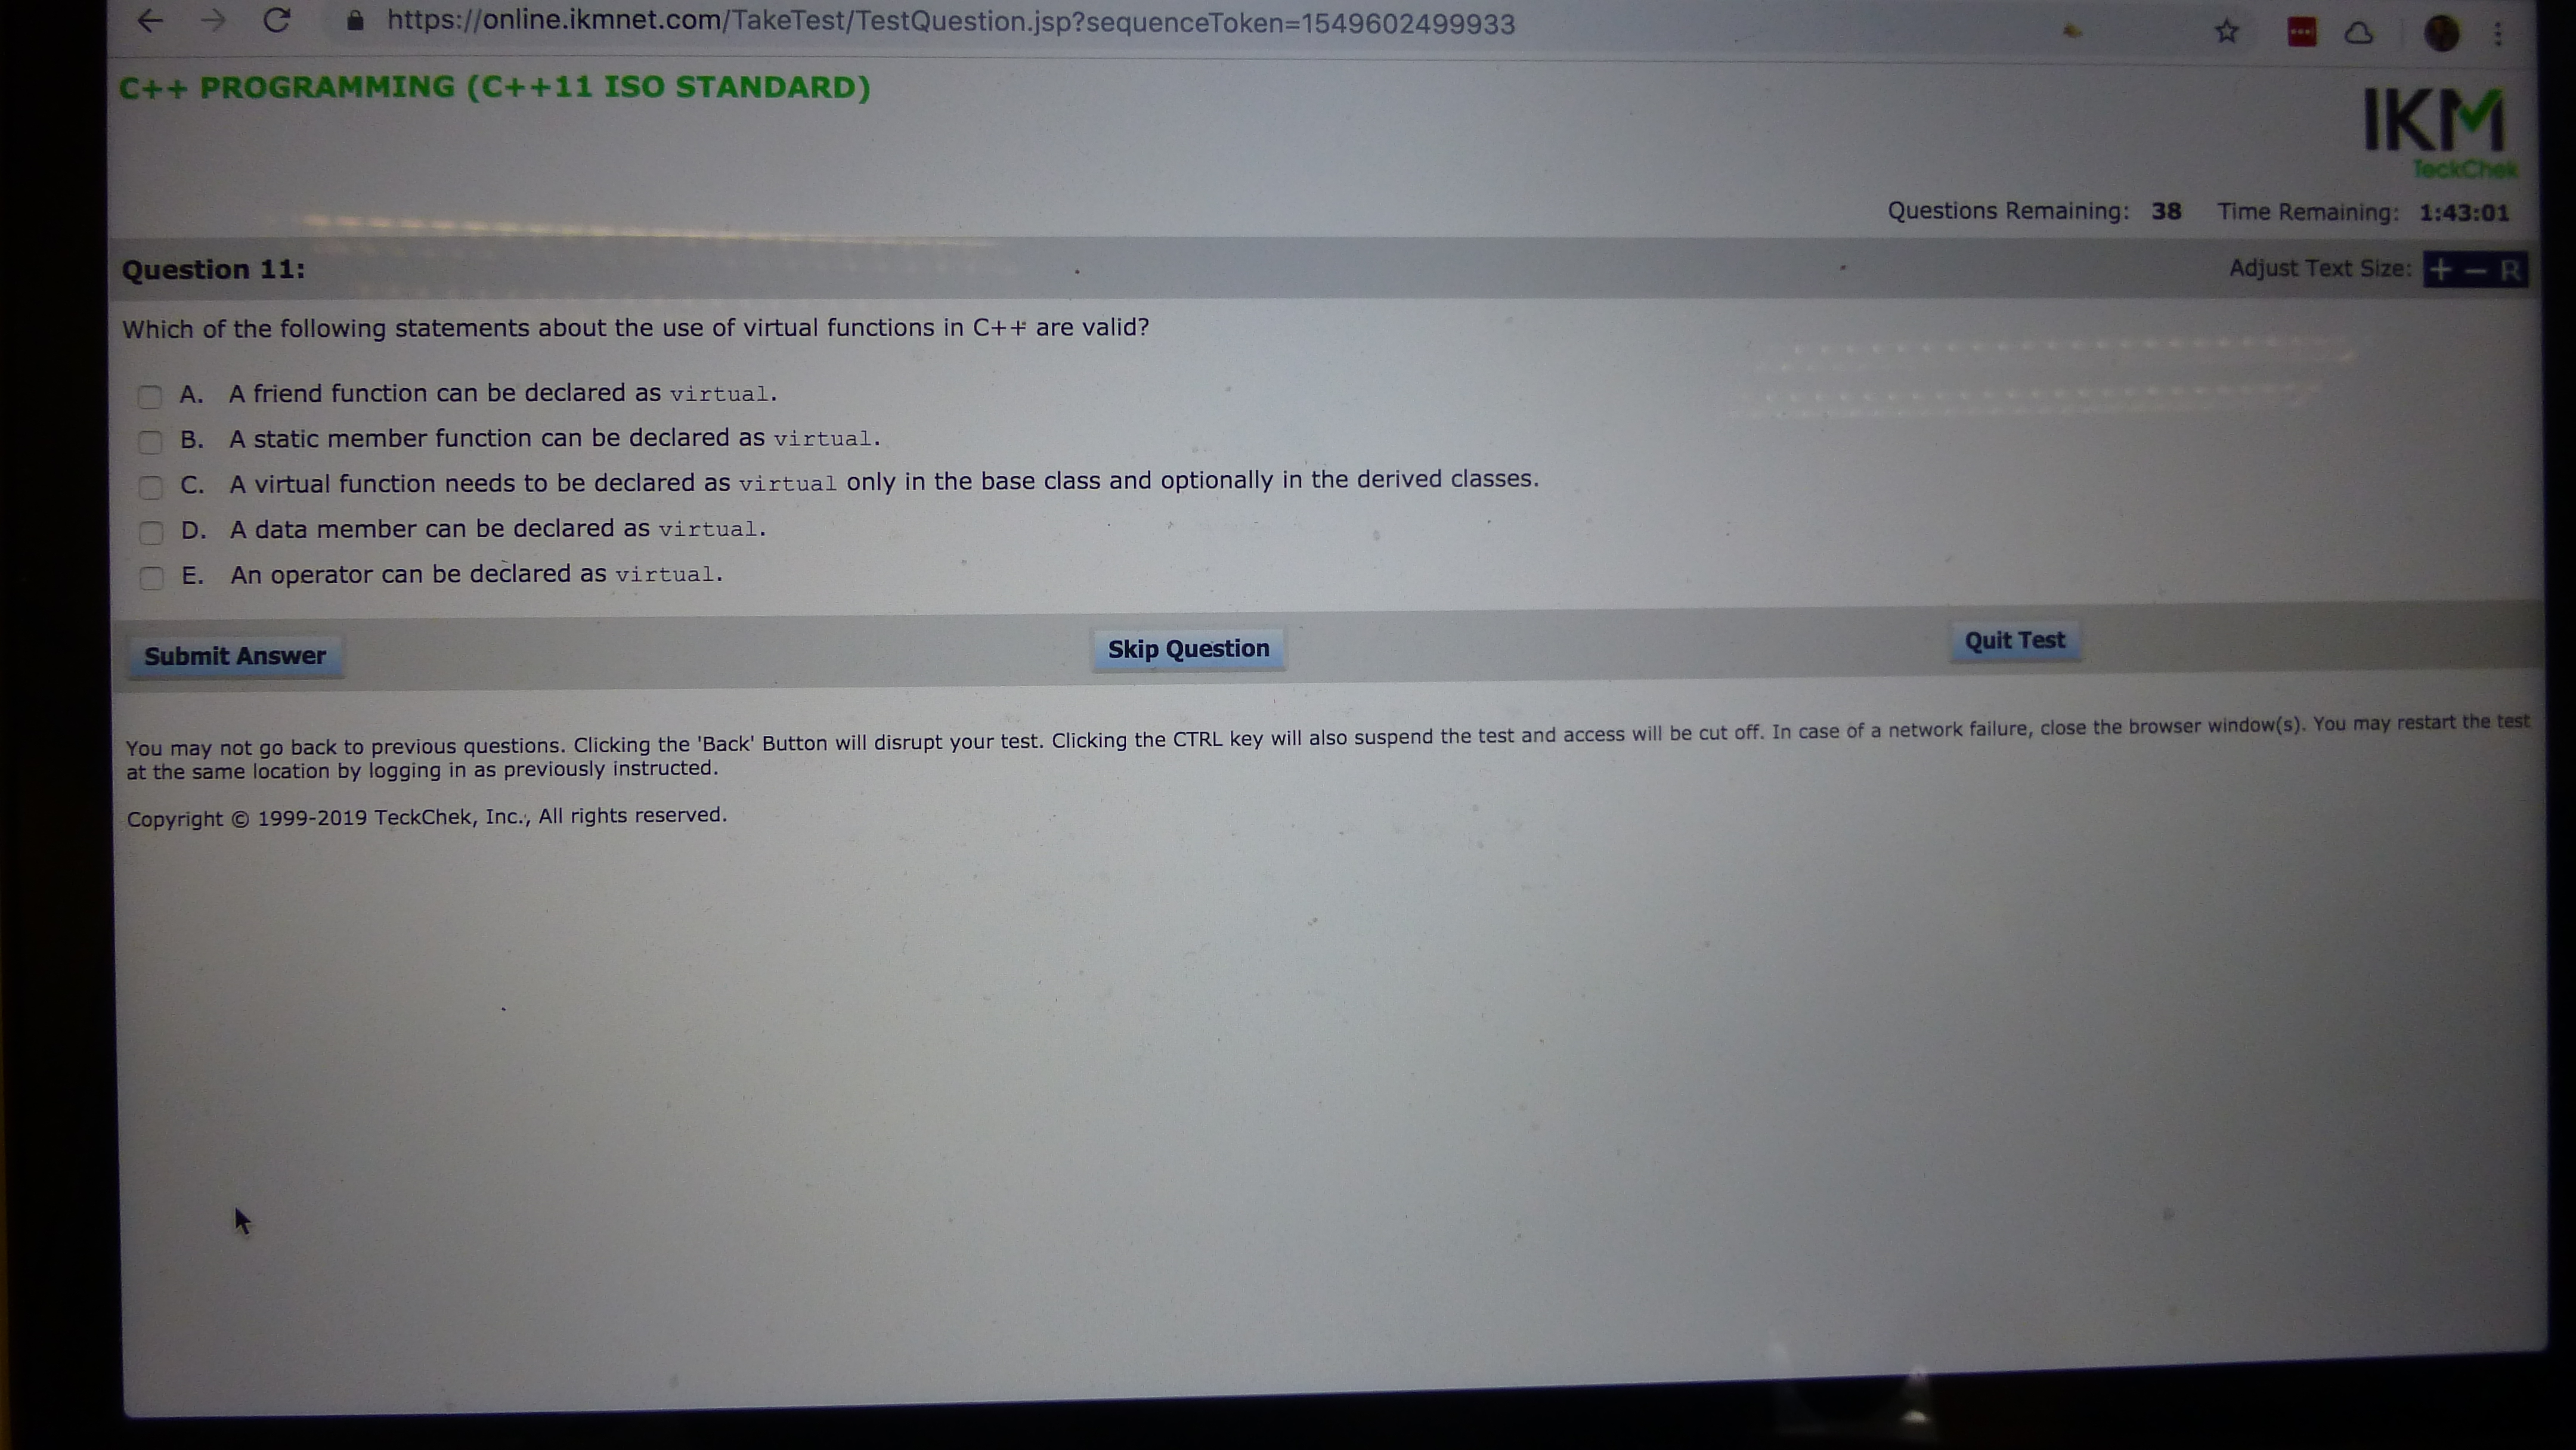 https://online.ikmnet.com/TakeTest/TestQuestion.jsp?sequenceToken=1549602499933
C++ PROGRAMMING (C++11 ISO STANDARD)
IKM
TeckChek
Questions Remaining: 38 Time Remaining: 1:43:01
Question 11:
Adjust Text Size: + - R
Which of the following statements about the use of virtual functions in C++ are valid?
A. A friend function can be declared as virtual.
B. A static member function can be declared as virtual.
C. A virtual function needs to be declared as virtual only in the base class and optionally in the derived classes.
D. A data member can be declared as virtual.
E. An operator can be declared as virtual.
Submit Answer
Skip Question
Quit Test
You may not go back to previous questions. Clicking the 'Back' Button will disrupt your test. Clicking the CTRL key will also suspend the test and access will be cut off. In case of a network failure, close the browser window(s). You may restart the test
at the same location by logging in as previously instructed.
Copyright © 1999-2019 TeckChek, Inc., All rights reserved.